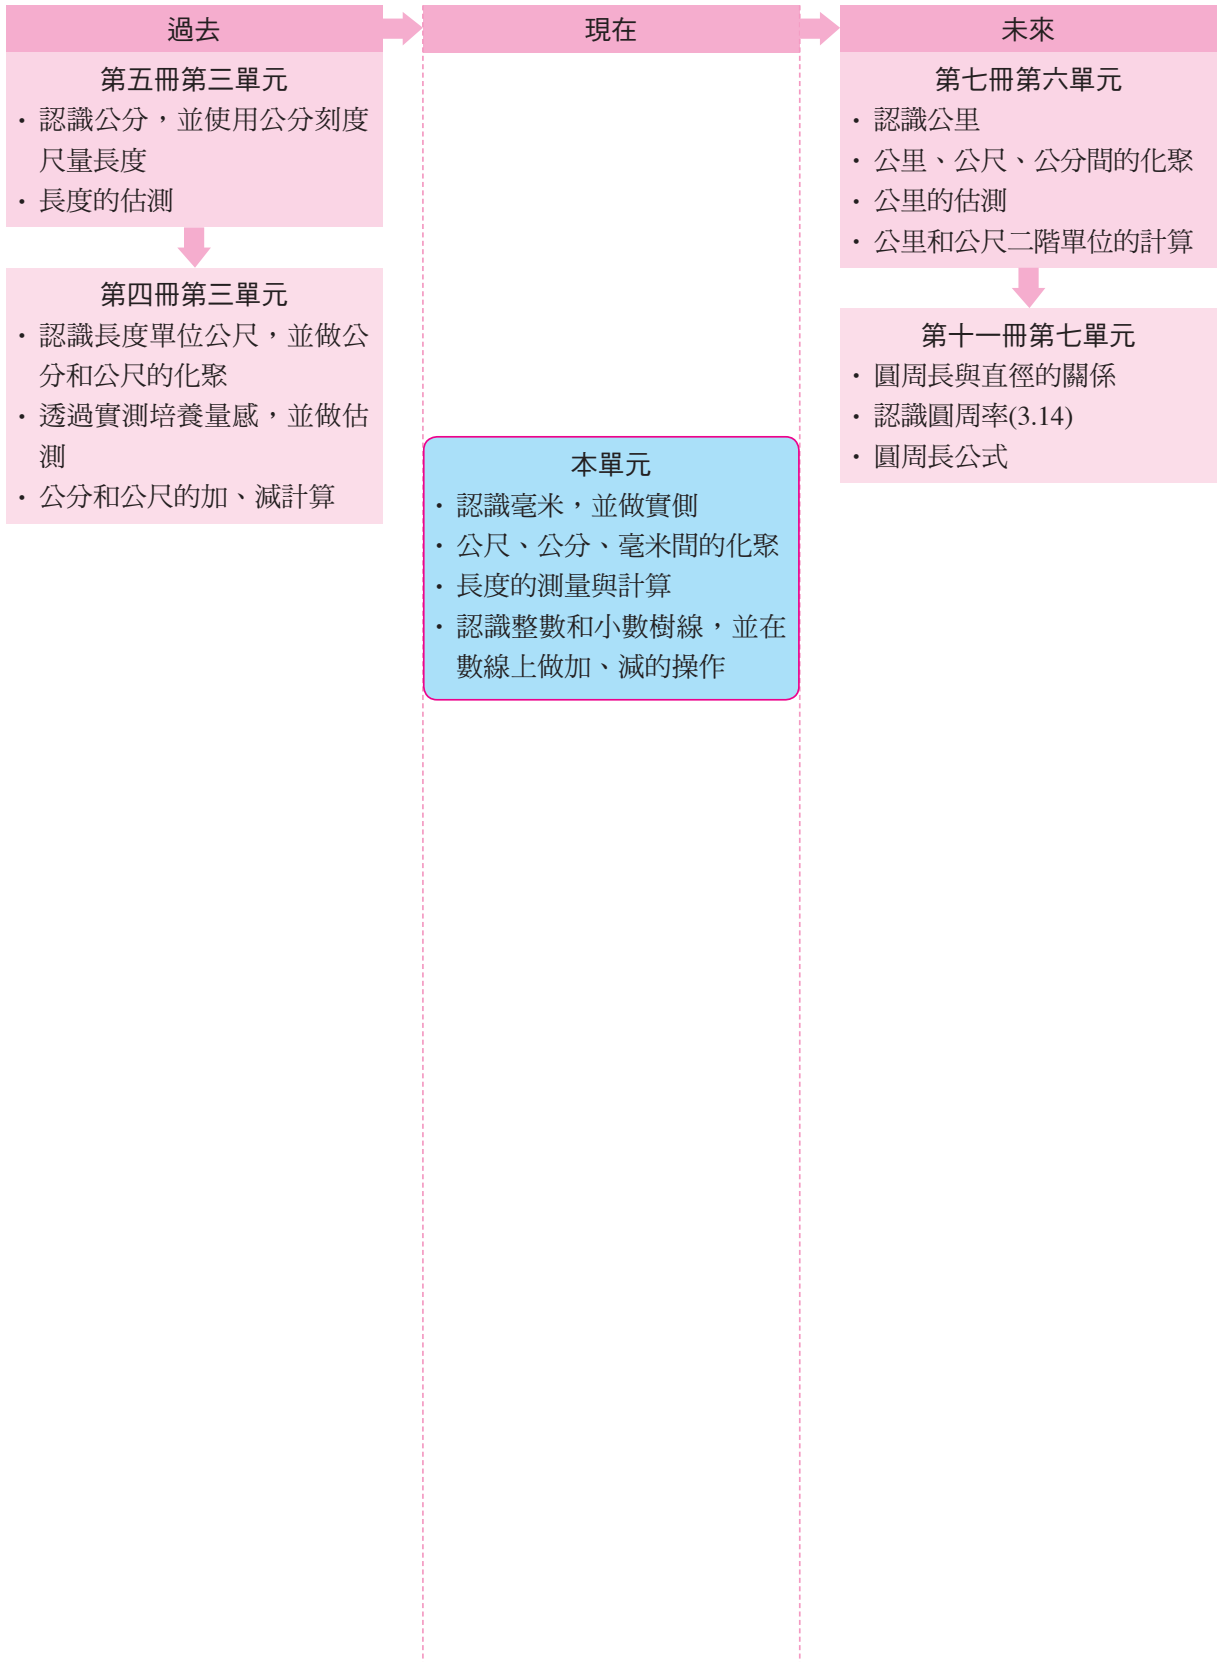 過去
第五冊第三單元
・認識公分，並使用公分刻度
尺量長度
・長度的估測
第四冊第三單元
・認識長度單位公尺，並做公
分和公尺的化聚
・透過實測培養量感，並做估
測
・公分和公尺的加、減計算
現在
本單元
・認識毫米，並做實側
・公尺、公分、毫米間的化聚
・長度的測量與計算
・認識整數和小數樹線，並在
數線上做加、減的操作
未來
第七冊第六單元
・認識公里
・公里、公尺、公分間的化聚
・公里的估測
・公里和公尺二階單位的計算
第十一冊第七單元
・圓周長與直徑的關係
・認識圓周率(3.14)
・圓周長公式